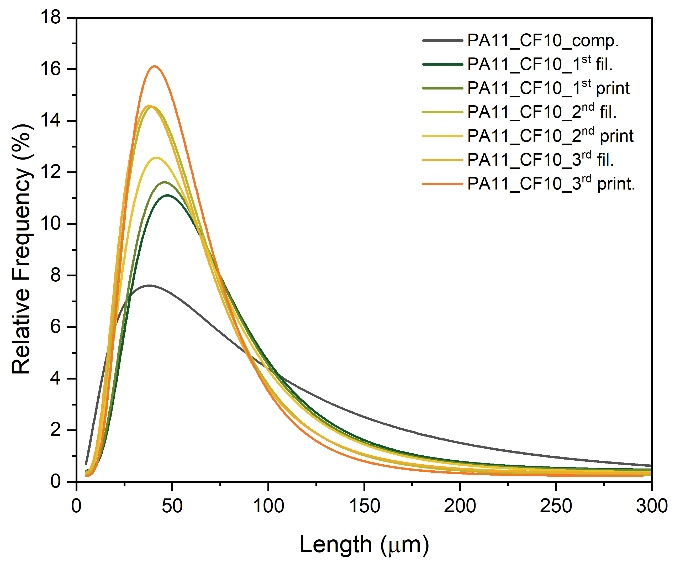 PA11_CF10_comp.
PA11_CF10_1st fil.
PA11_CF10_1st print
PA11_CF10_2nd fil.
PA11_CF10_2nd print
PA11_CF10_3rd fil.
PA11_CF10_3rd print.
18
16
14
12
10
8
6
4
2
0
Relative Frequency (%)
0 50 100 150 200 250 300
Length (μm)